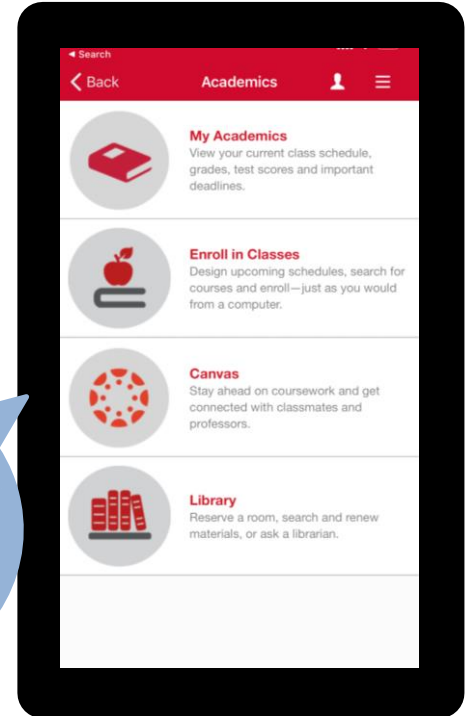 ◄ Search
Back
Academics
My Academics
View your current class schedule,
grades, test scores and important
deadlines.
Enroll in Classes
Design upcoming schedules, search for
courses and enroll—just as you would
from a computer.
Canvas
Stay ahead on coursework and get
connected with classmates and
professors.
Library
Reserve a room, search and renew
materials, or ask a librarian.